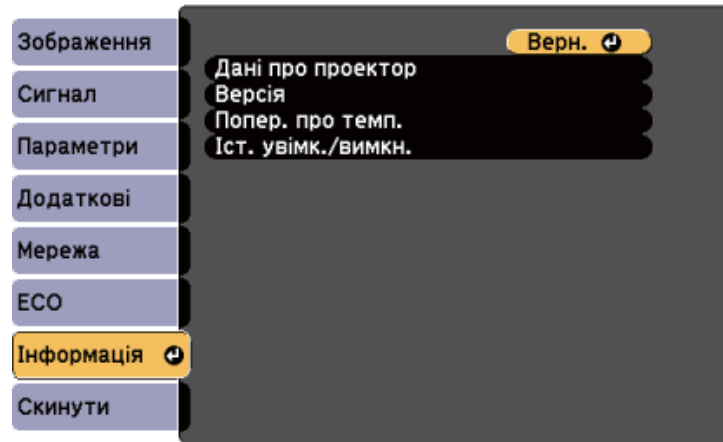 Зображення
Сигнал
Параметри
Додаткові
Мережа
ECO
Інформація
Скинути
Верн.
Дані про проектор
Версія
Попер. про темп.
Іст. увімк./вимкн.